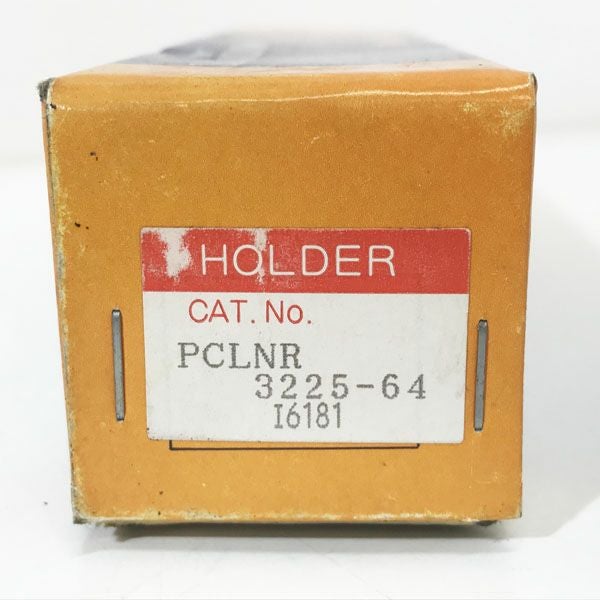 HOLDER
CAT. No.
PCLNR
3225-64
I6181